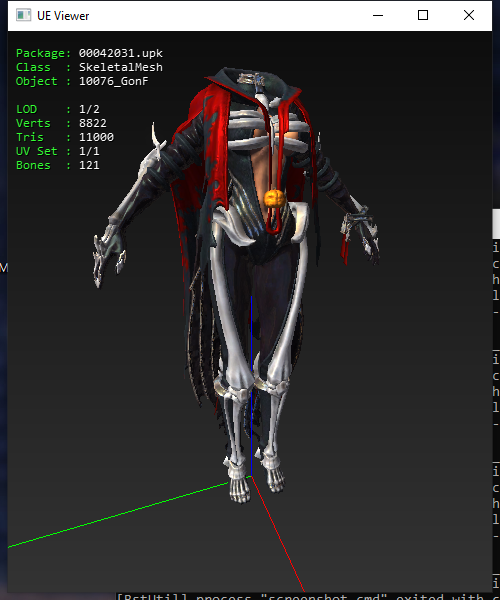 UE Viewer
Package: 00042031.upk
Class : SkeletalMesh
Object : 10076_GonF
LOD : 1/2
Verts : 8822
Tris : 11000
UV Set : 1/1
Bones : 121
M
i
c
h
l
-
i
c
h
l
-
i
c
h
l
-
i
[BstUtil] process "screenshot.cmd" exited with c